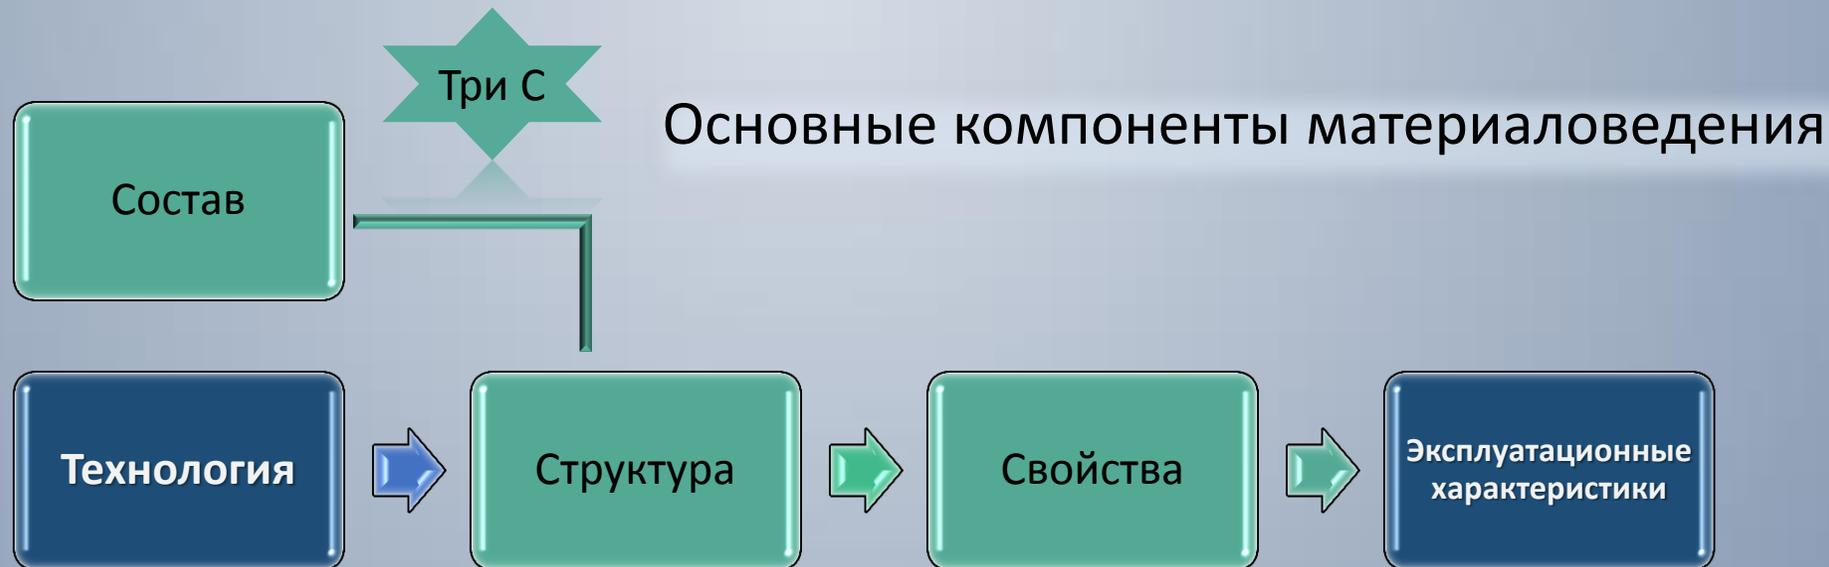 Три С
Основные компоненты материаловедения
Состав
Технология
Структура
Свойства
Эксплуатационные
характеристики